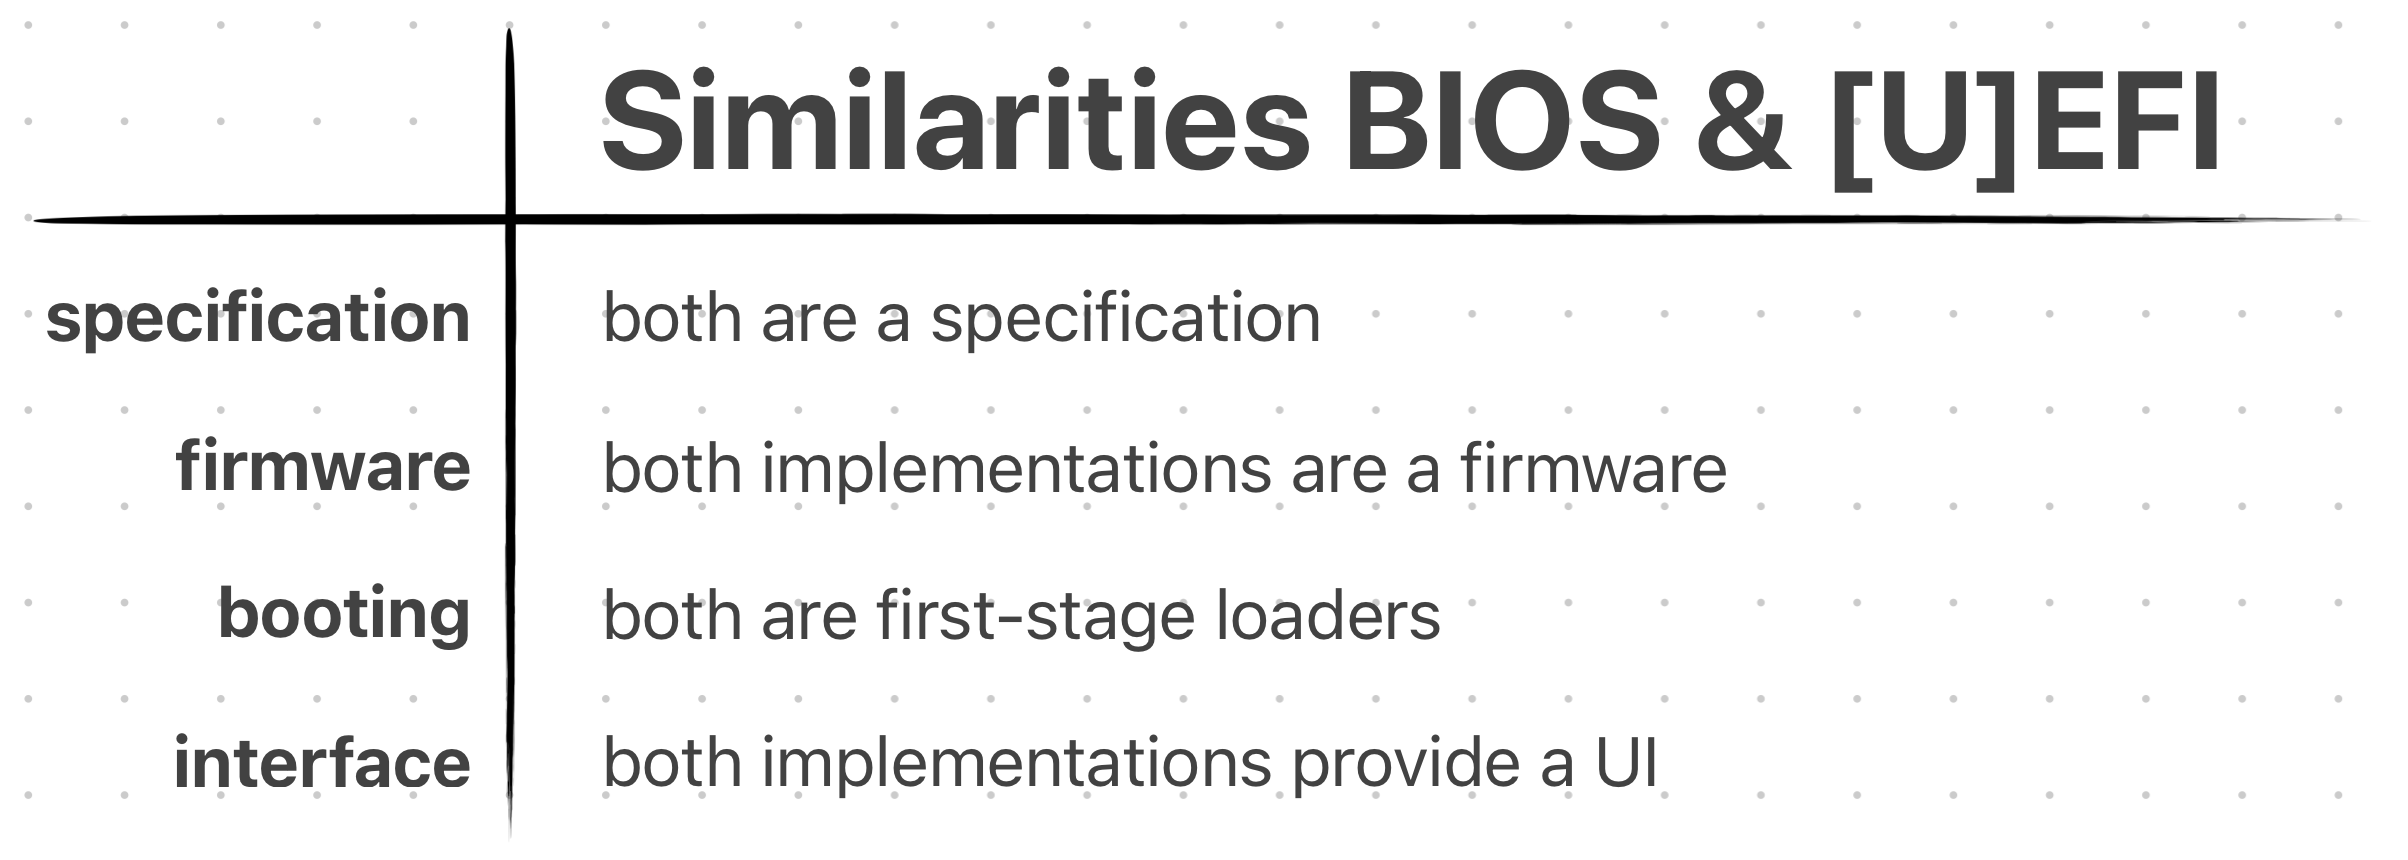 Similarities BIOS & [U]EFI
specification both are a specification
firmware both implementations are a firmware
booting both are first-stage loaders
interface both implementations provide a UI